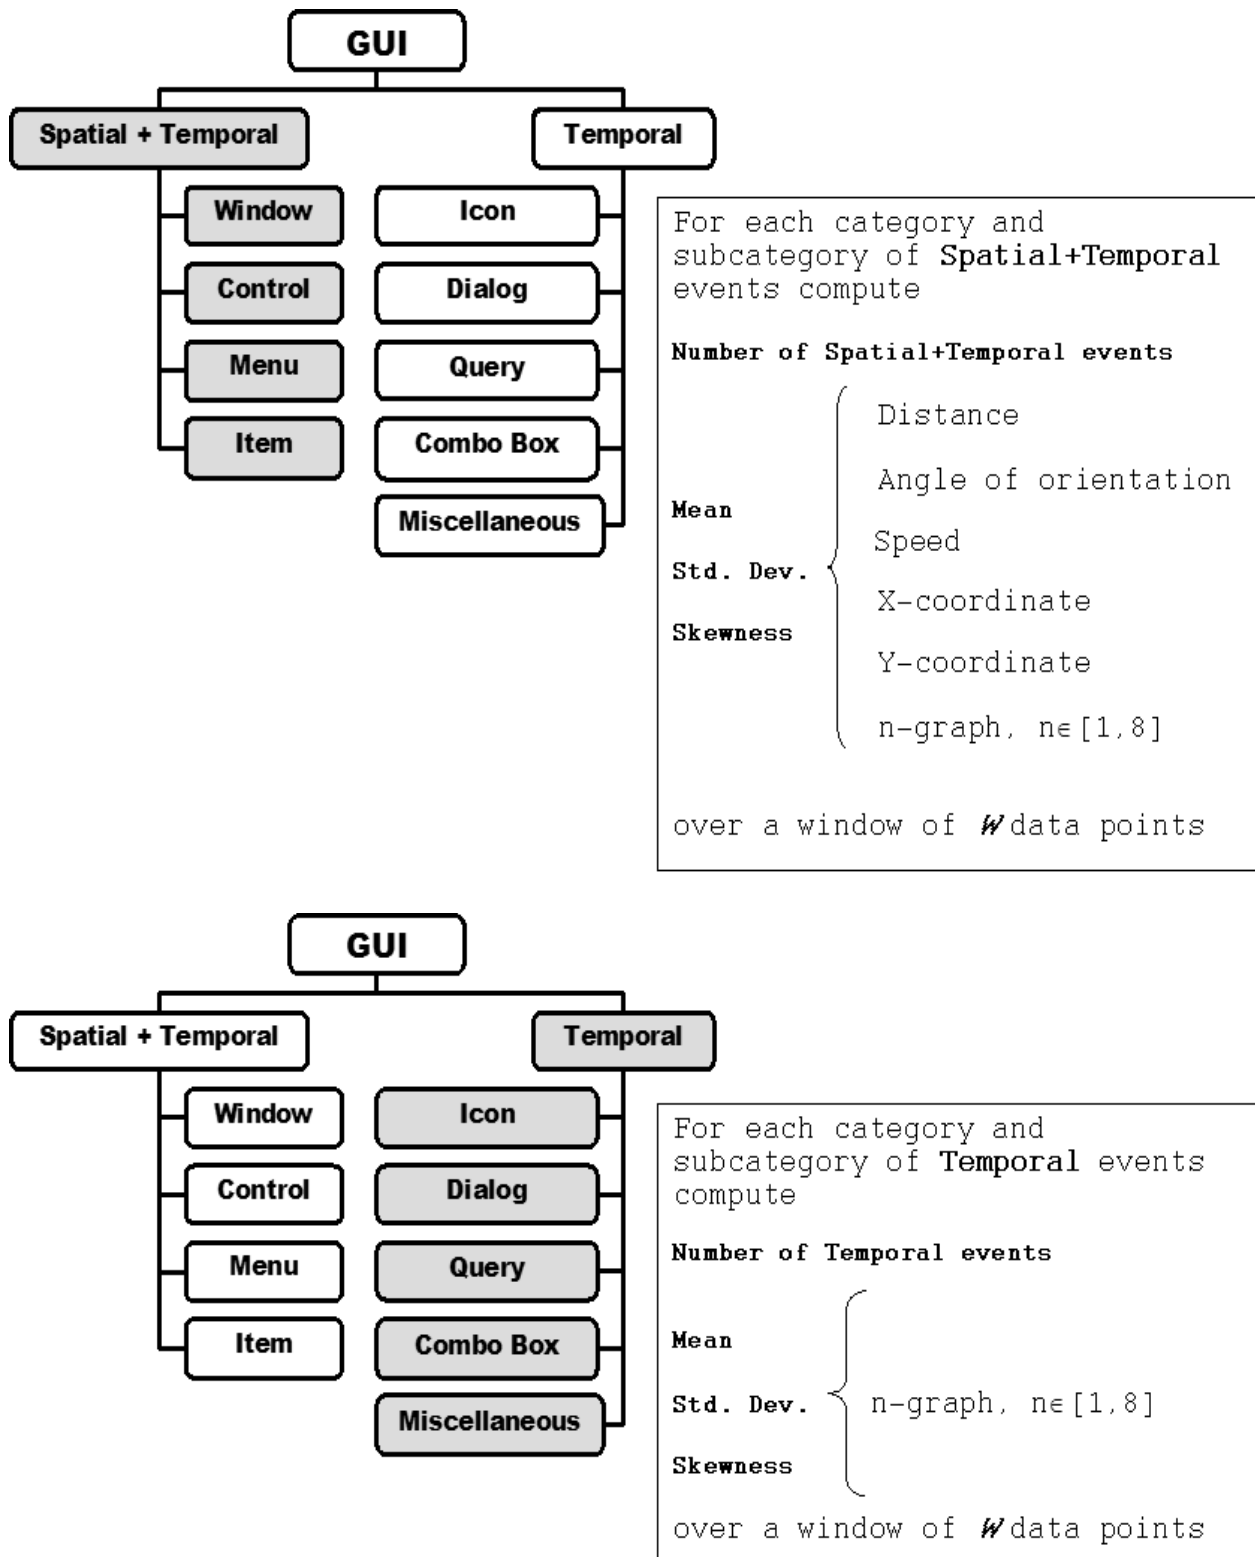 GUI
Spatial + Temporal
Temporal
Window
Icon
Control
Dialog
Menu
Query
Item
Combo Box
Miscellaneous
For each category and
subcategory of Spatial+Temporal
events compute
Number of Spatial+Temporal events
Mean
Std. Dev.
Skewness
Distance
Angle of orientation
Speed
X-coordinate
Y-coordinate
n-graph, n∈[1,8]
over a window of W data points
GUI
Spatial + Temporal
Temporal
Window
Icon
Control
Dialog
Menu
Query
Item
Combo Box
Miscellaneous
For each category and
subcategory of Temporal events
compute
Number of Temporal events
Mean
Std. Dev.
Skewness
n-graph, n∈[1,8]
over a window of W data points